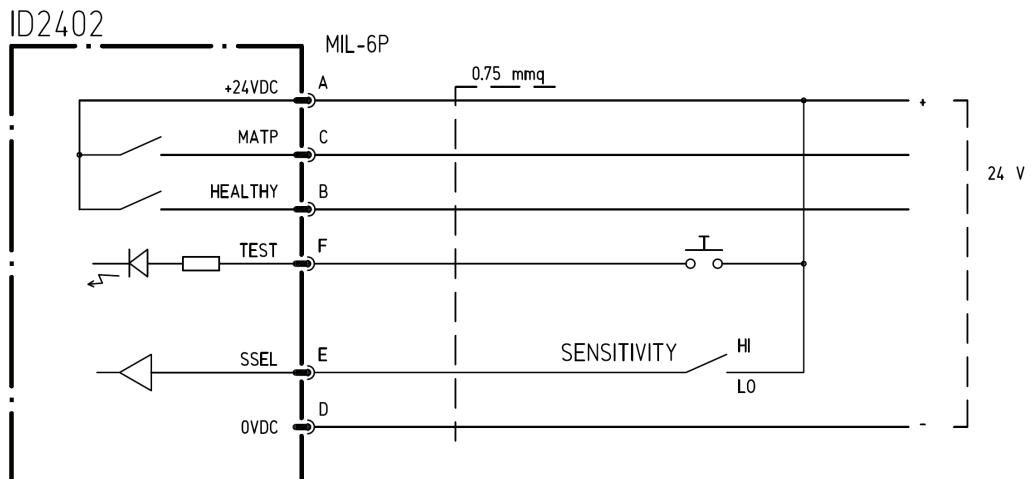 ID2402
MIL-6P
0.75 mmq
+24VDC A +
MATP C
24 V
HEALTHY B
TEST F
SENSITIVITY HI
SSEL E
LO
0VDC D -